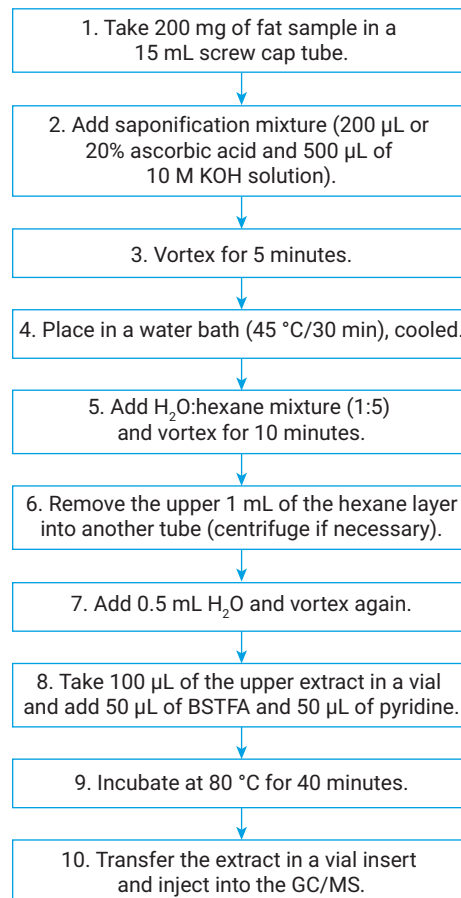 1. Take 200 mg of fat sample in a
15 mL screw cap tube.
2. Add saponification mixture (200 µL or
20% ascorbic acid and 500 µL of
10 M KOH solution).
3. Vortex for 5 minutes.
4. Place in a water bath (45 °C/30 min), cooled.
5. Add H₂O:hexane mixture (1:5)
and vortex for 10 minutes.
6. Remove the upper 1 mL of the hexane layer
into another tube (centrifuge if necessary).
7. Add 0.5 mL H₂O and vortex again.
8. Take 100 µL of the upper extract in a vial
and add 50 µL of BSTFA and 50 µL of pyridine.
9. Incubate at 80 °C for 40 minutes.
10. Transfer the extract in a vial insert
and inject into the GC/MS.